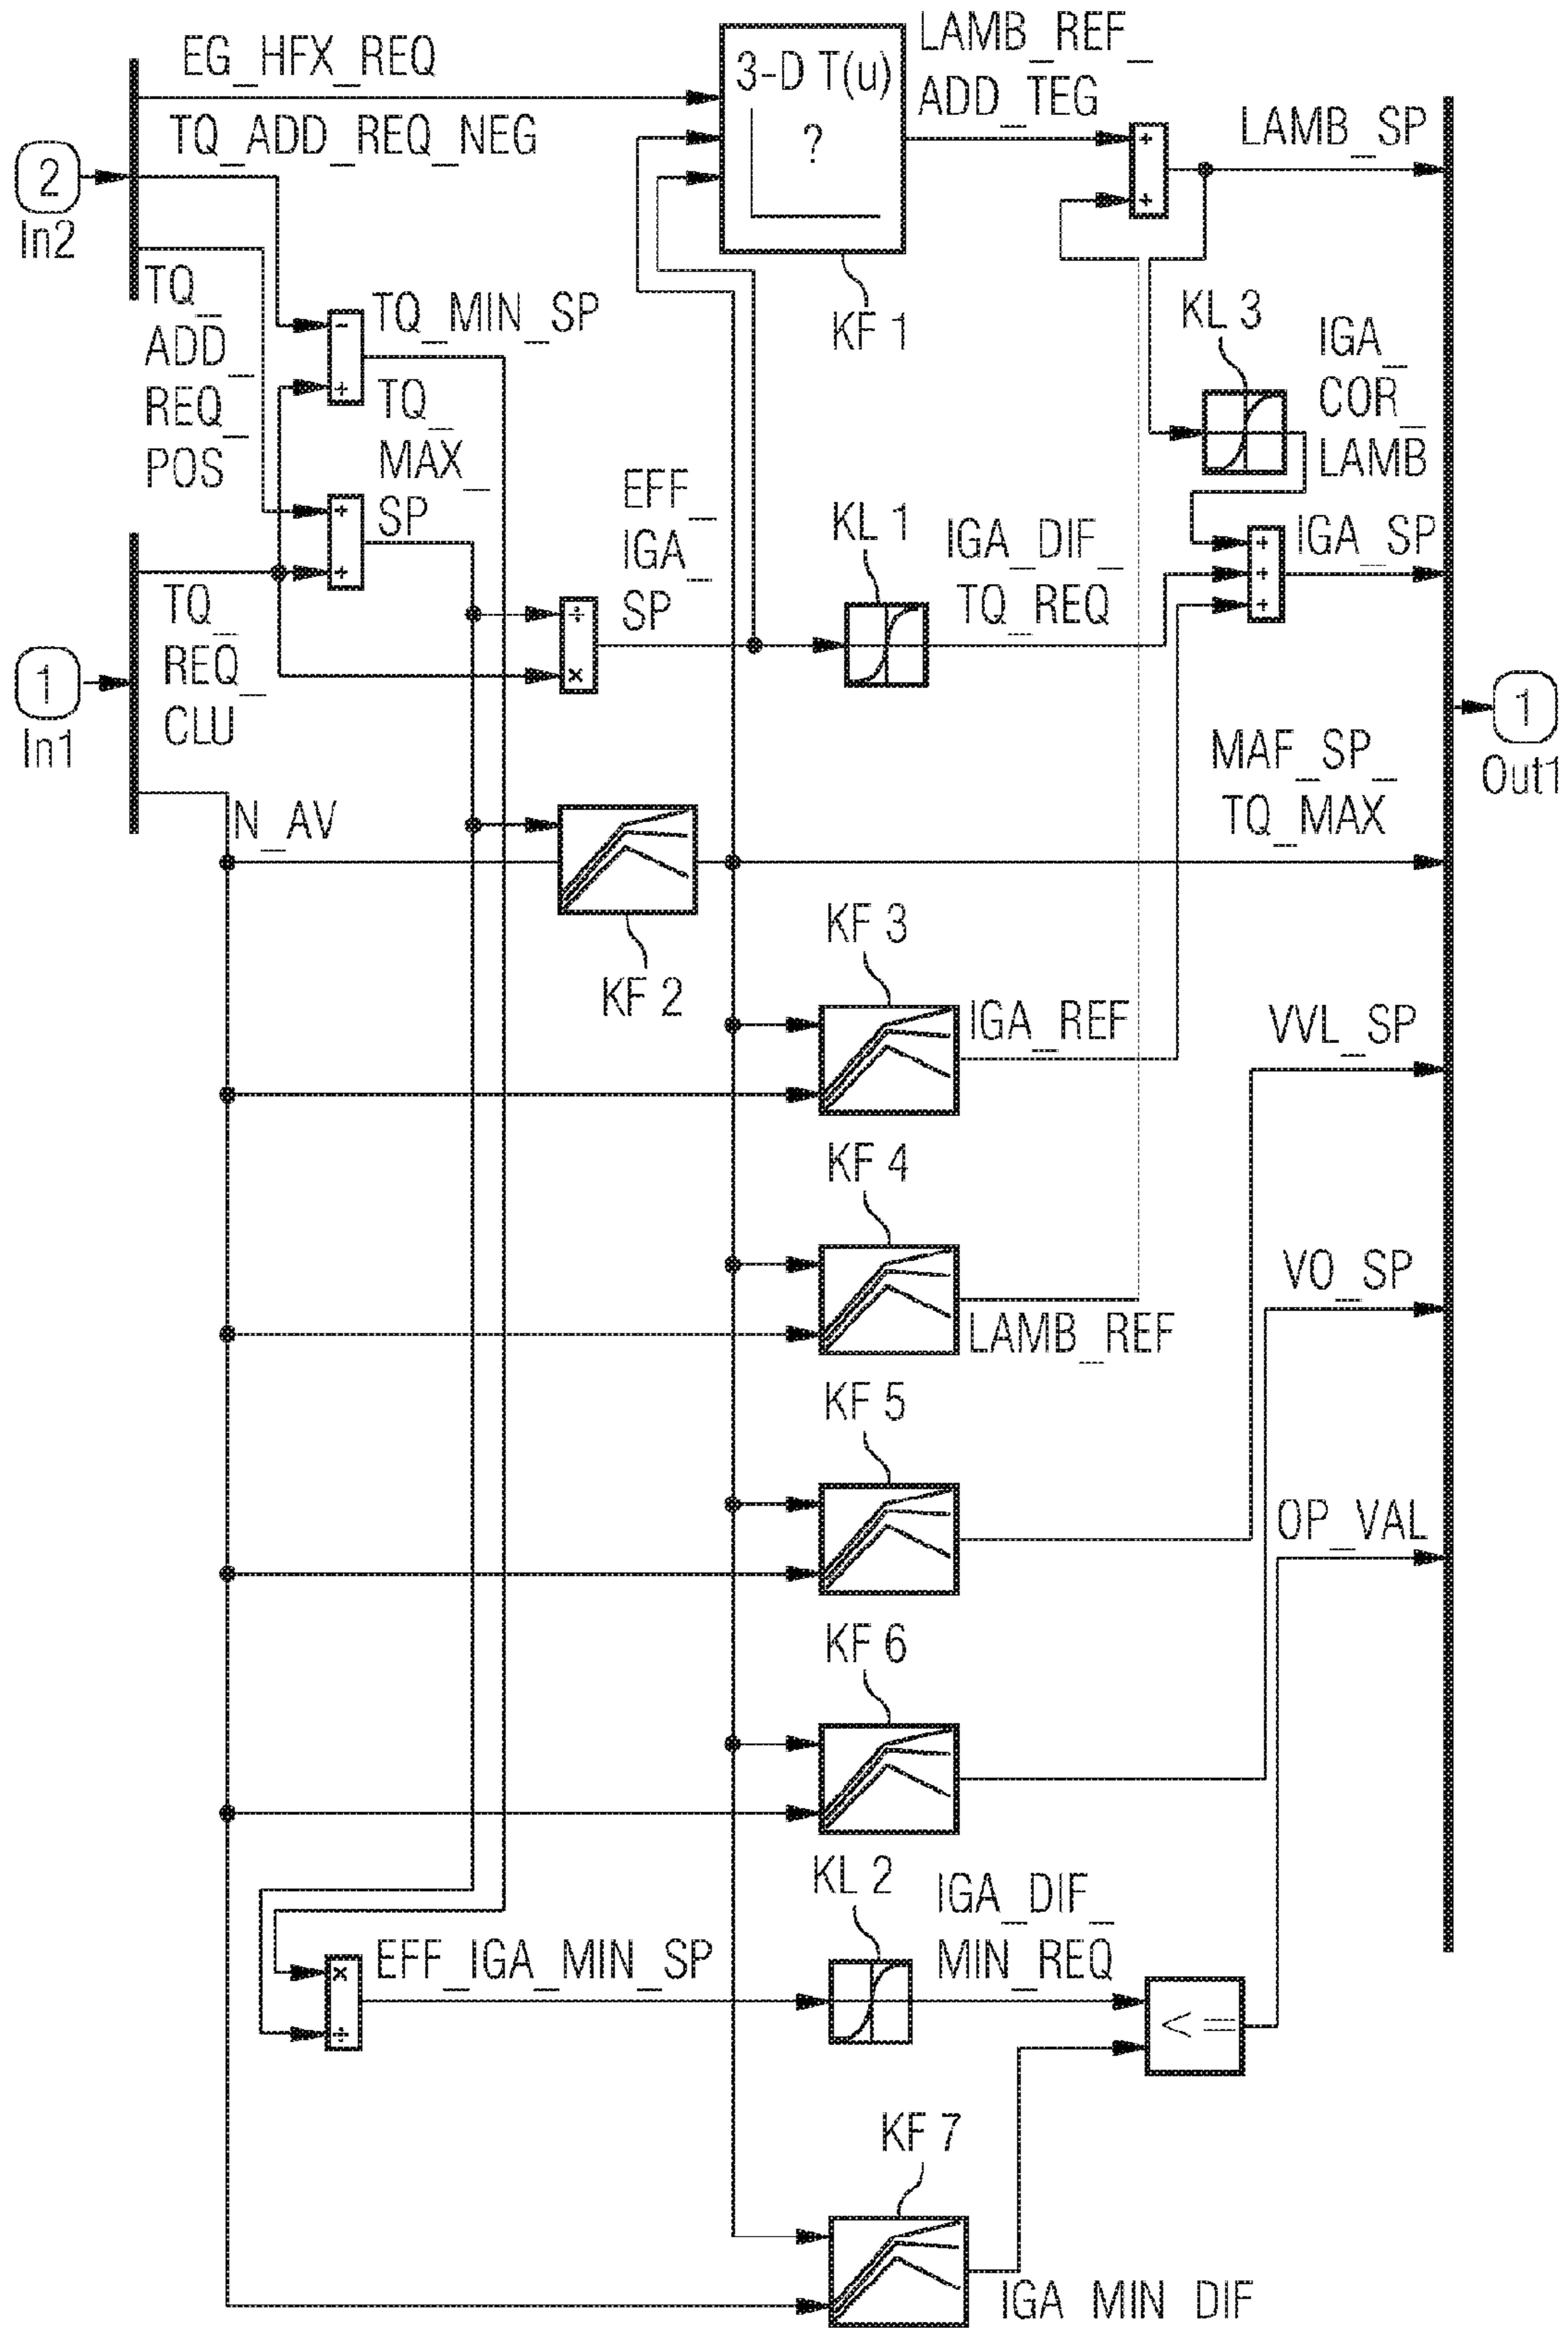 EG_HFX_REQ
TQ_ADD_REQ_NEG
2
In2
TQ_
ADD_
REQ_
POS
TQ_MIN_SP
TQ_
MAX_
SP
1
In1
TQ_
REQ_
CLU
N_AV
3-D T(u)
?
KF 1
LAMB_REF_
ADD_TEG
+
+
LAMB_SP
-
+
+
+
KL 3
IGA_
COR_
LAMB
EFF_
IGA_
SP
÷
×
KL 1
IGA_DIF_
TQ_REQ
+
+
+
IGA_SP
1
Out1
MAF_SP_
TQ_MAX
KF 2
KF 3
IGA_REF
VVL_SP
KF 4
LAMB_REF
VO_SP
KF 5
OP_VAL
KF 6
KL 2
IGA_DIF_
MIN_REQ
×
÷
EFF_IGA_MIN_SP
< =
KF 7
IGA MIN DIF